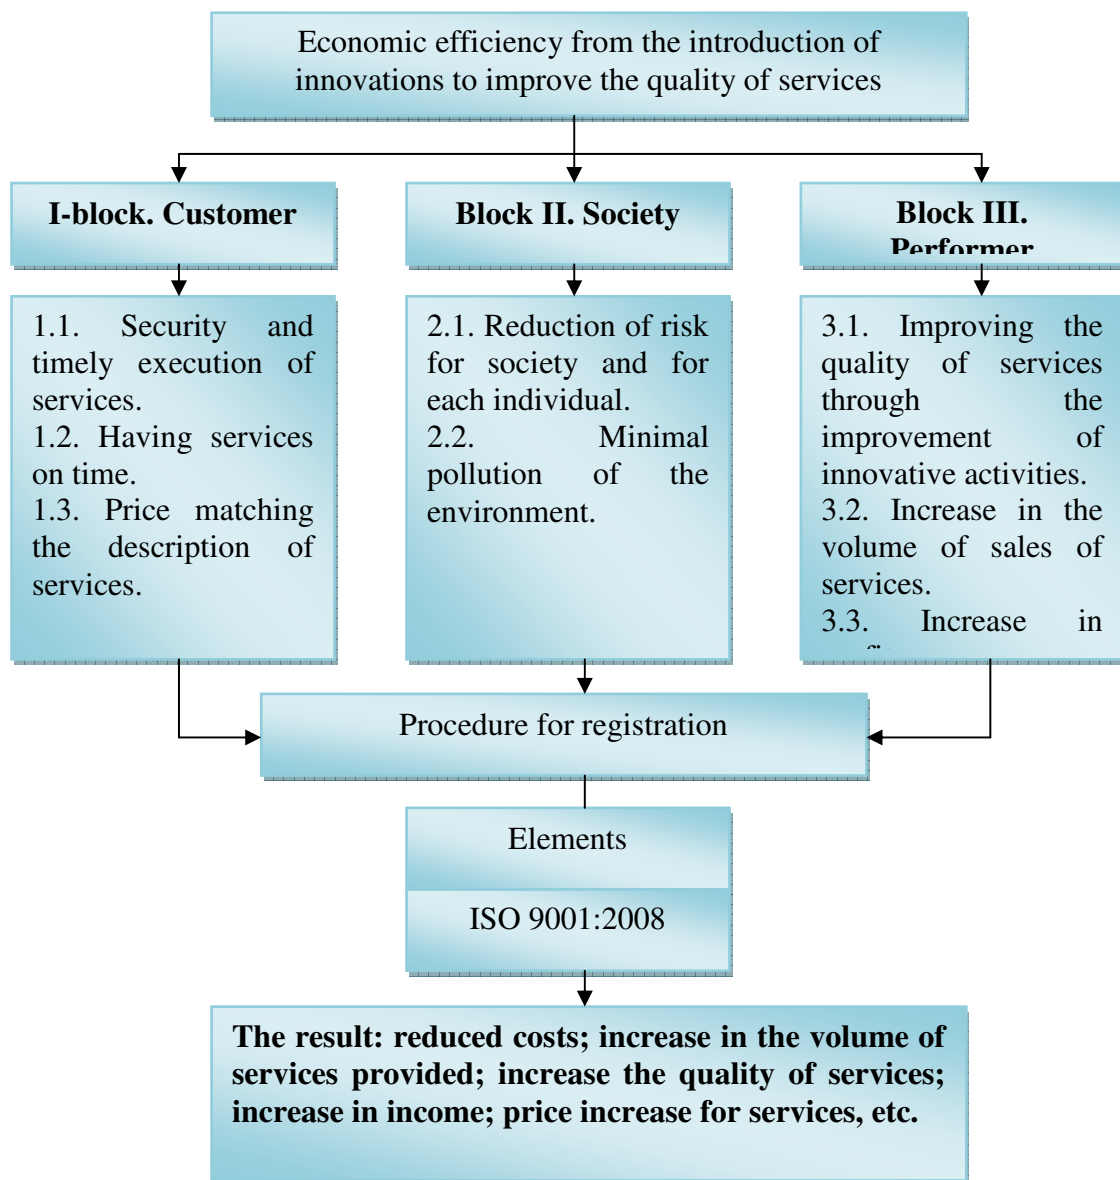 Economic efficiency from the introduction of
innovations to improve the quality of services
I-block. Customer
Block II. Society
Block III.
Performer
1.1. Security and
timely execution of
services.
1.2. Having services
on time.
1.3. Price matching
the description of
services.
2.1. Reduction of risk
for society and for
each individual.
2.2. Minimal
pollution of the
environment.
3.1. Improving the
quality of services
through the
improvement of
innovative activities.
3.2. Increase in the
volume of sales of
services.
3.3. Increase in
Procedure for registration
Elements
ISO 9001:2008
The result: reduced costs; increase in the volume of
services provided; increase the quality of services;
increase in income; price increase for services, etc.